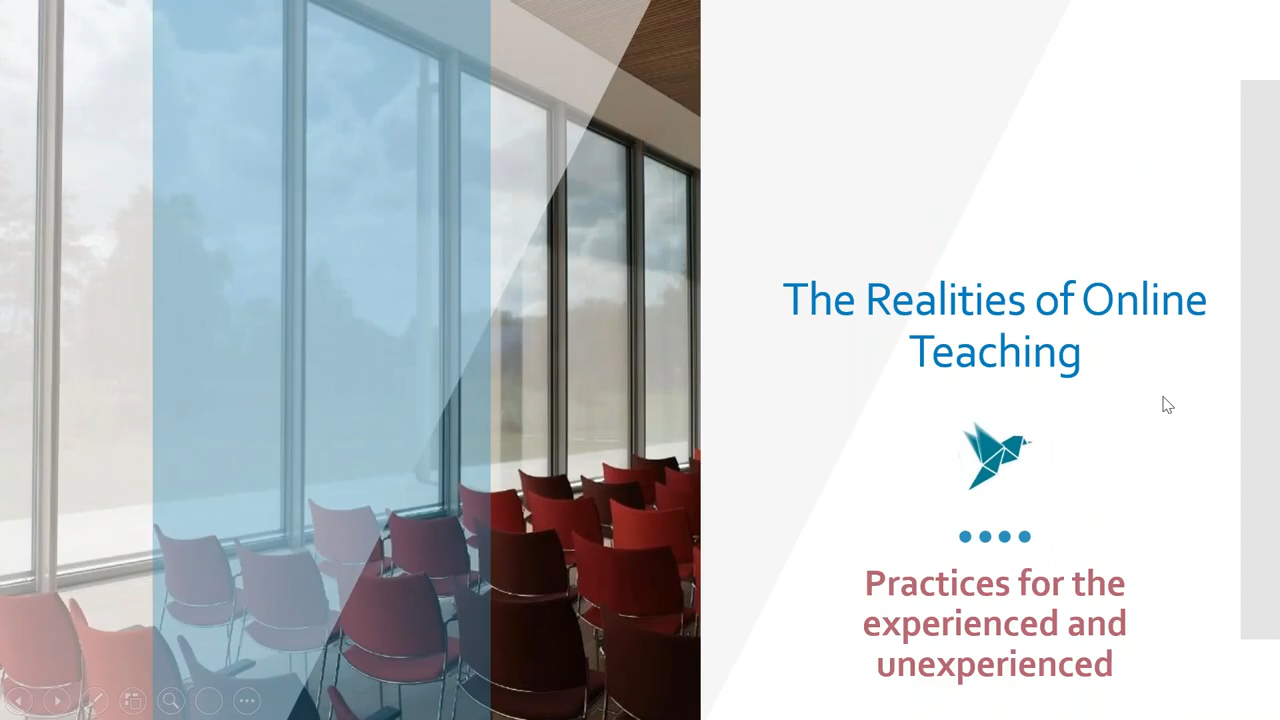 The Realities of Online
Teaching
Practices for the
experienced and
unexperienced